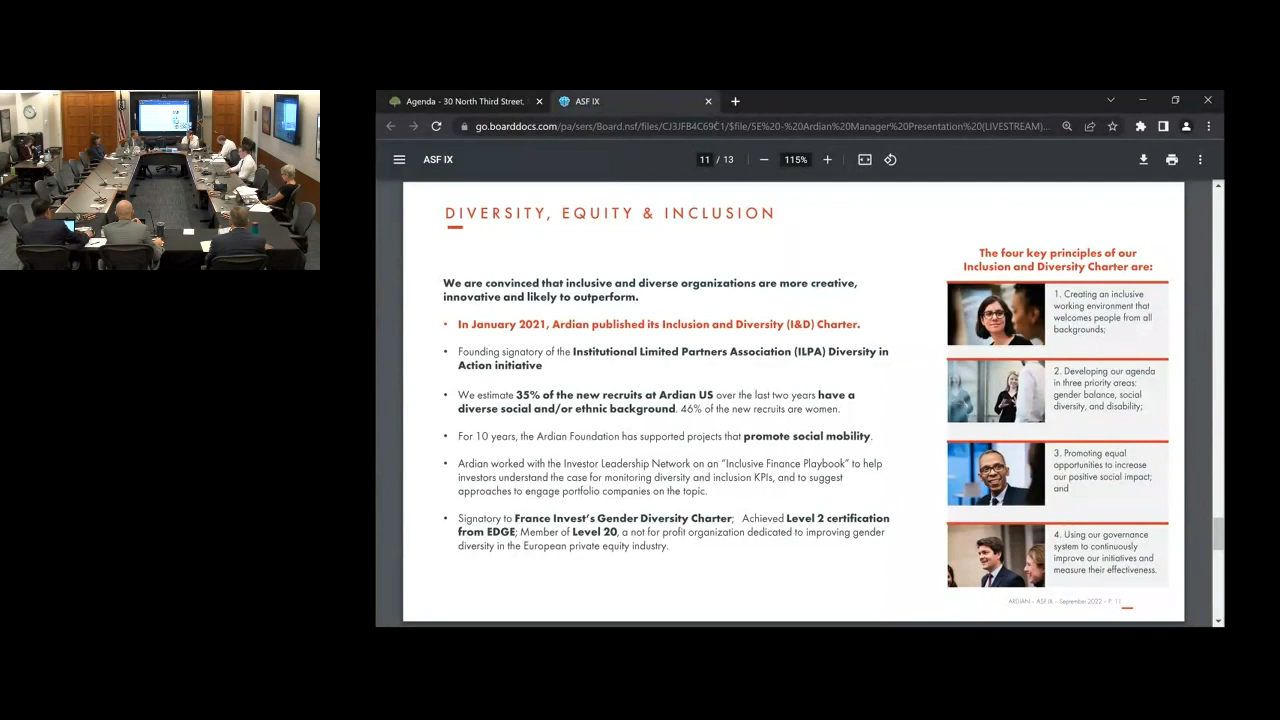 Agenda - 30 North Third Street,
ASF IX
go.boarddocs.com/pa/sers/Board.nsf/files/CJ3JFB4C69C1/$file/5E%20-%20Ardian%20Manager%20Presentation%20(LIVESTREAM)...
ASF IX
11 / 13
115%
DIVERSITY, EQUITY & INCLUSION
We are convinced that inclusive and diverse organizations are more creative,
innovative and likely to outperform.
• In January 2021, Ardian published its Inclusion and Diversity (I&D) Charter.
• Founding signatory of the Institutional Limited Partners Association (ILPA) Diversity in
Action initiative
• We estimate 35% of the new recruits at Ardian US over the last two years have a
diverse social and/or ethnic background. 46% of the new recruits are women.
• For 10 years, the Ardian Foundation has supported projects that promote social mobility.
• Ardian worked with the Investor Leadership Network on an “Inclusive Finance Playbook” to help
investors understand the case for monitoring diversity and inclusion KPIs, and to suggest
approaches to engage portfolio companies on the topic.
• Signatory to France Invest’s Gender Diversity Charter; Achieved Level 2 certification
from EDGE; Member of Level 20, a not for profit organization dedicated to improving gender
diversity in the European private equity industry.
The four key principles of our
Inclusion and Diversity Charter are:
1. Creating an inclusive
working environment that
welcomes people from all
backgrounds;
2. Developing our agenda
in three priority areas:
gender balance, social
diversity, and disability;
3. Promoting equal
opportunities to increase
our positive social impact;
and
4. Using our governance
system to continuously
improve our initiatives and
measure their effectiveness.
ARDIAN – ASF IX – September 2022 – P. 11